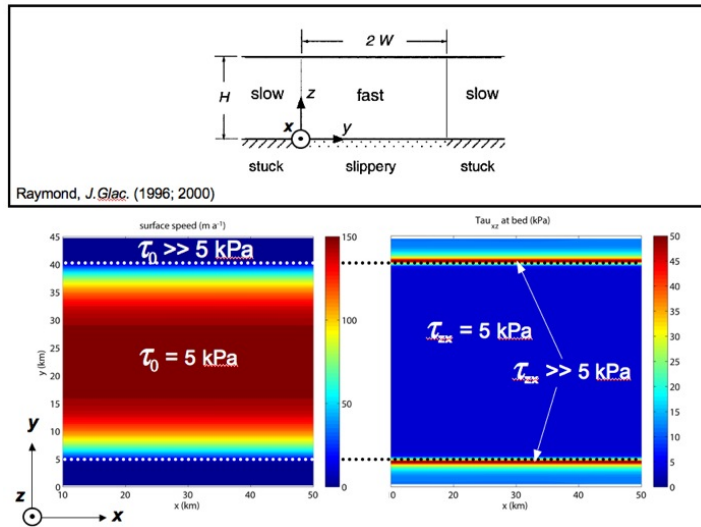 2 W
H
slow
z
fast
slow
x
y
stuck
slippery
stuck
Raymond, J.Glac. (1996; 2000)
surface speed (m a⁻¹)
Tau_xz at bed (kPa)
45
40
35
30
25
20
15
10
5
0
y (km)
τ₀ >> 5 kPa
τ₀ = 5 kPa
10 20 30 40 50
x (km)
150
100
50
0
τ_zx = 5 kPa
τ_zx >> 5 kPa
0 10 20 30 40 50
x (km)
50
45
40
35
30
25
20
15
10
5
0
y
z
x